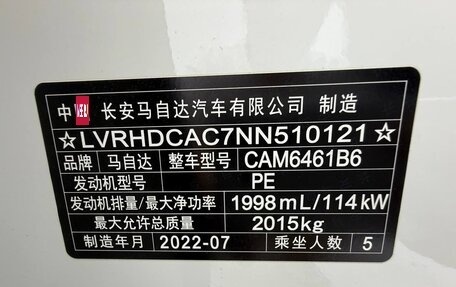 中 长安马自达汽车有限公司 制造
☆LVRHDCAC7NN510121☆
品牌 马自达 整车型号 CAM6461B6
发动机型号 PE
发动机排量/最大净功率 1998mL/114kW
最大允许总质量 2015kg
制造年月 2022-07 乘坐人数 5